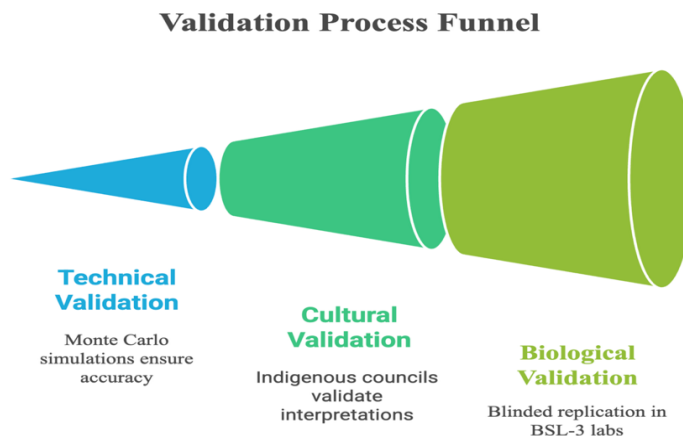 Validation Process Funnel
Technical
Validation
Monte Carlo
simulations ensure
accuracy
Cultural
Validation
Indigenous councils
validate
interpretations
Biological
Validation
Blinded replication in
BSL-3 labs